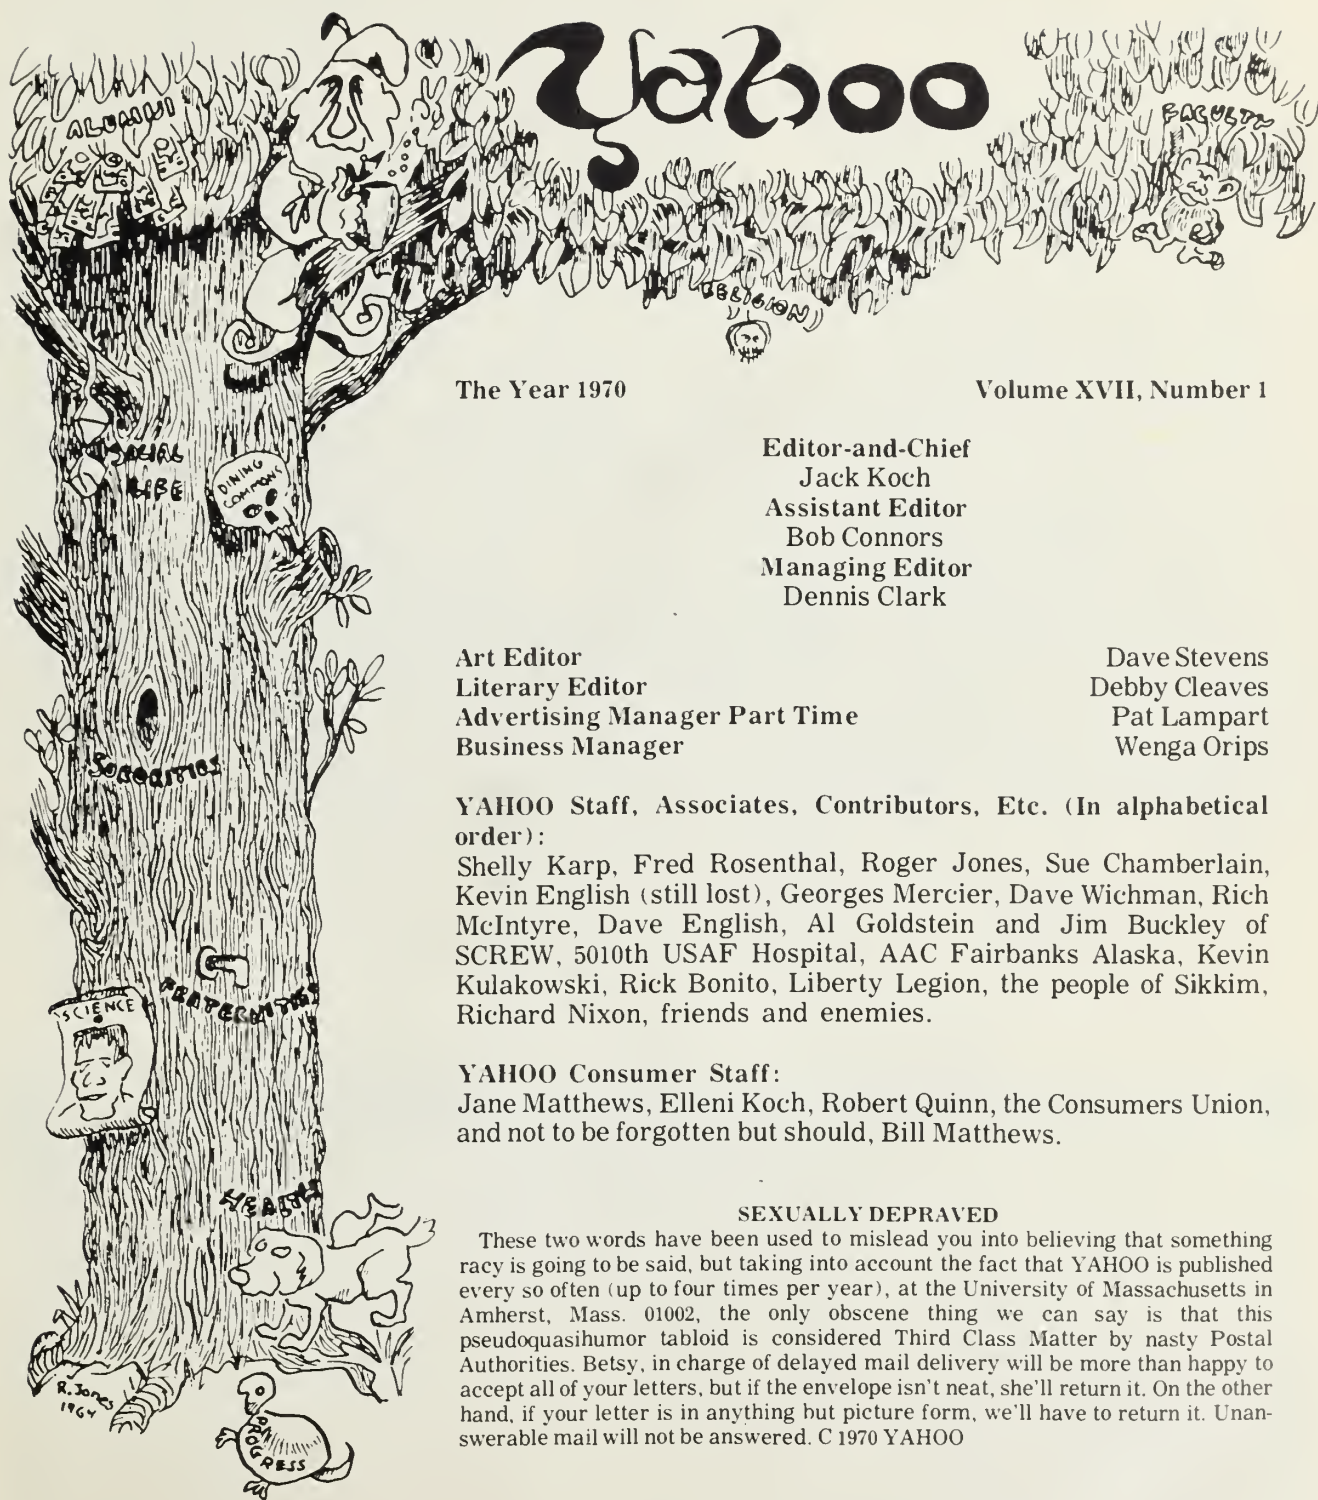 yahoo
ALUMNI
FACULTY
RELIGION
The Year 1970
Volume XVII, Number 1
Editor-and-Chief
Jack Koch
Assistant Editor
Bob Connors
Managing Editor
Dennis Clark
SOCIAL
LIFE
DINING
COMMONS
Art Editor Dave Stevens
Literary Editor Debby Cleaves
Advertising Manager Part Time Pat Lampart
Business Manager Wenga Orips
SORORITIES
YAHOO Staff, Associates, Contributors, Etc. (In alphabetical
order):
Shelly Karp, Fred Rosenthal, Roger Jones, Sue Chamberlain,
Kevin English (still lost), Georges Mercier, Dave Wichman, Rich
McIntyre, Dave English, Al Goldstein and Jim Buckley of
SCREW, 5010th USAF Hospital, AAC Fairbanks Alaska, Kevin
Kulakowski, Rick Bonito, Liberty Legion, the people of Sikkim,
Richard Nixon, friends and enemies.
FRATERNITIES
SCIENCE
YAHOO Consumer Staff:
Jane Matthews, Elleni Koch, Robert Quinn, the Consumers Union,
and not to be forgotten but should, Bill Matthews.
HEALTH
SEXUALLY DEPRAVED
These two words have been used to mislead you into believing that something
racy is going to be said, but taking into account the fact that YAHOO is published
every so often (up to four times per year), at the University of Massachusetts in
Amherst, Mass. 01002, the only obscene thing we can say is that this
pseudoquasihumor tabloid is considered Third Class Matter by nasty Postal
Authorities. Betsy, in charge of delayed mail delivery will be more than happy to
accept all of your letters, but if the envelope isn't neat, she'll return it. On the other
hand, if your letter is in anything but picture form, we'll have to return it. Unan-
swerable mail will not be answered. C 1970 YAHOO
R. Jones
1964
PROGRESS